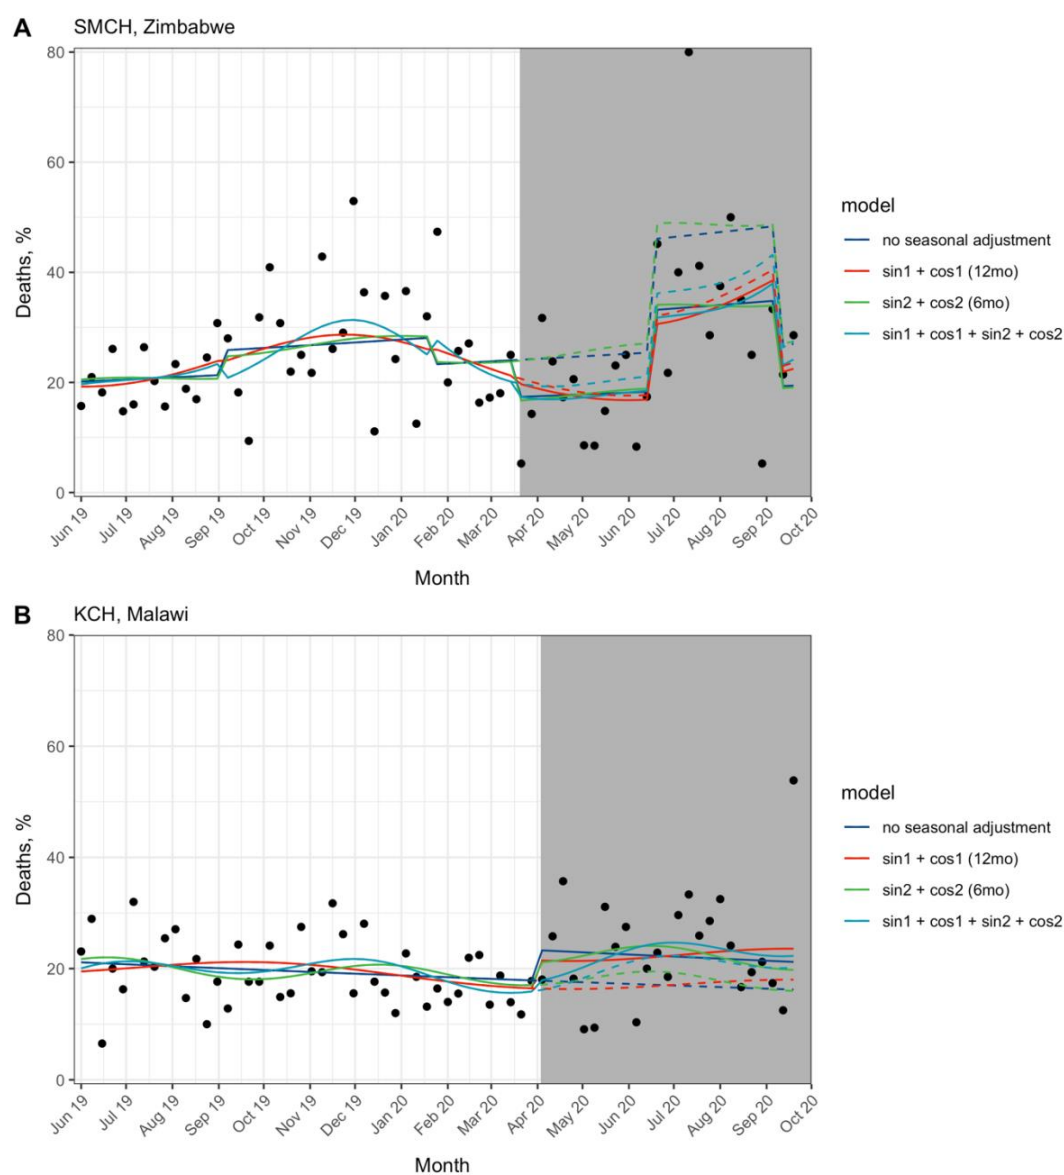 A SMCH, Zimbabwe
80
60
40
20
0
Deaths, %
Jun 19 Jul 19 Aug 19 Sep 19 Oct 19 Nov 19 Dec 19 Jan 20 Feb 20 Mar 20 Apr 20 May 20 Jun 20 Jul 20 Aug 20 Sep 20 Oct 20
Month
model
no seasonal adjustment
sin1 + cos1 (12mo)
sin2 + cos2 (6mo)
sin1 + cos1 + sin2 + cos2
B KCH, Malawi
80
60
40
20
0
Deaths, %
Jun 19 Jul 19 Aug 19 Sep 19 Oct 19 Nov 19 Dec 19 Jan 20 Feb 20 Mar 20 Apr 20 May 20 Jun 20 Jul 20 Aug 20 Sep 20 Oct 20
Month
model
no seasonal adjustment
sin1 + cos1 (12mo)
sin2 + cos2 (6mo)
sin1 + cos1 + sin2 + cos2